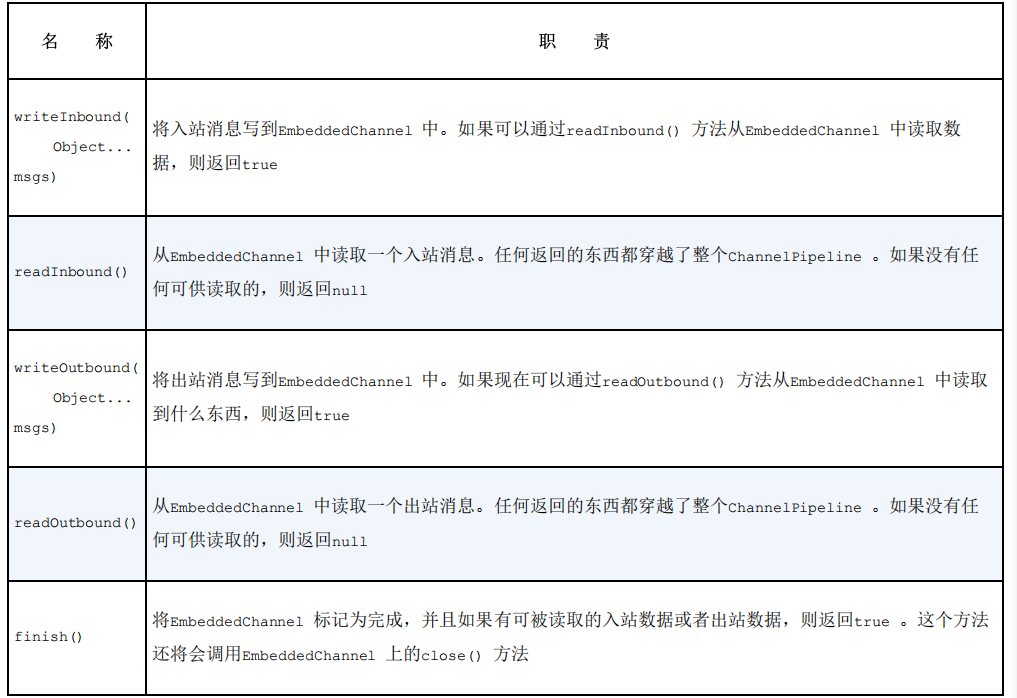 名 称
职 责
writeInbound(
Object...
msgs)
将入站消息写到EmbeddedChannel 中。如果可以通过readInbound() 方法从EmbeddedChannel 中读取数
据，则返回true
readInbound()
从EmbeddedChannel 中读取一个入站消息。任何返回的东西都穿越了整个ChannelPipeline 。如果没有任
何可供读取的，则返回null
writeOutbound(
Object...
msgs)
将出站消息写到EmbeddedChannel 中。如果现在可以通过readOutbound() 方法从EmbeddedChannel 中读取
到什么东西，则返回true
readOutbound()
从EmbeddedChannel 中读取一个出站消息。任何返回的东西都穿越了整个ChannelPipeline 。如果没有任
何可供读取的，则返回null
finish()
将EmbeddedChannel 标记为完成，并且如果有可被读取的入站数据或者出站数据，则返回true 。这个方法
还将会调用EmbeddedChannel 上的close() 方法